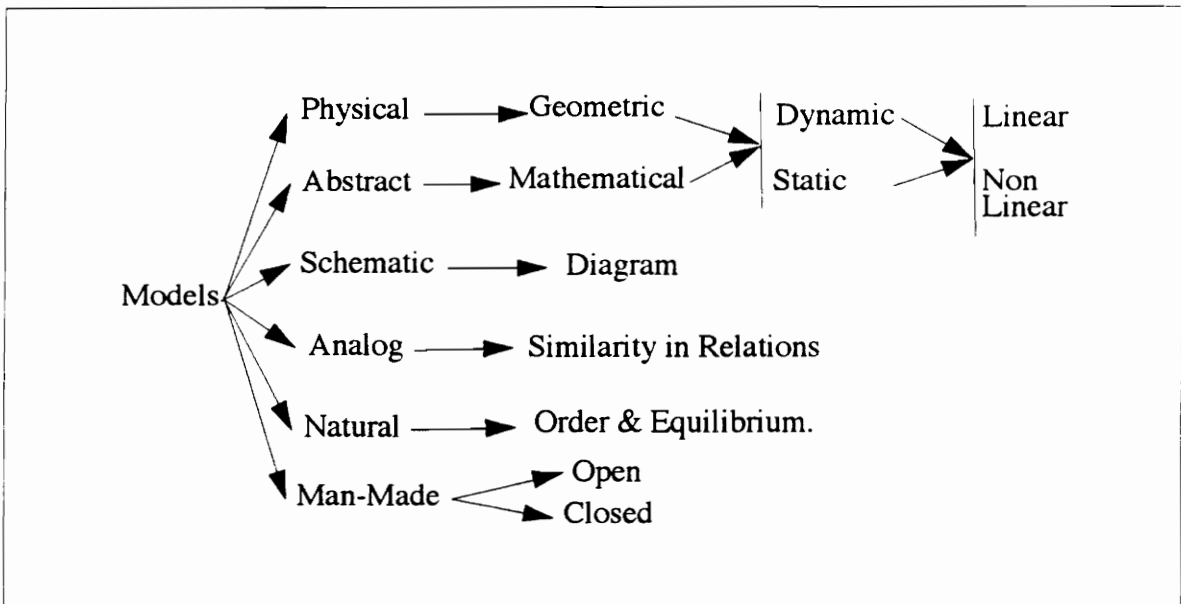 Physical
Geometric
Dynamic
Linear
Abstract
Mathematical
Static
Non
Linear
Schematic
Diagram
Models
Analog
Similarity in Relations
Natural
Order & Equilibrium.
Man-Made
Open
Closed